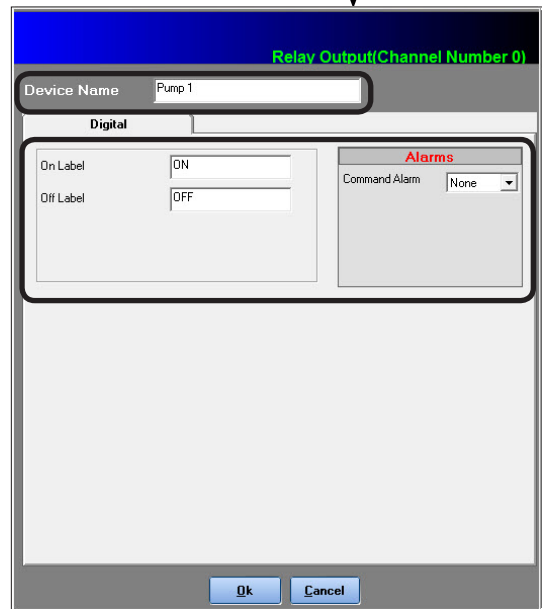 Relay Output(Channel Number 0)
Device Name Pump 1
Digital
On Label ON
Off Label OFF
Alarms
Command Alarm None
Ok Cancel